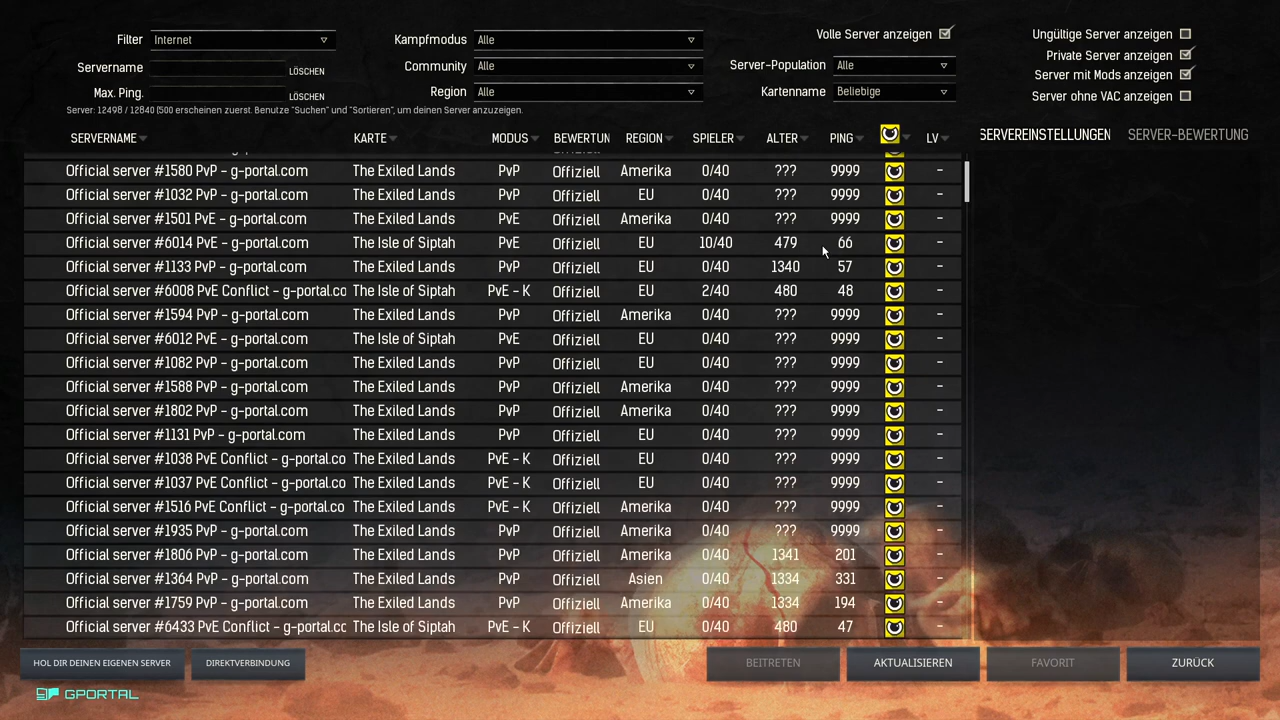 Filter Internet Kampfmodus Alle Volle Server anzeigen Ungültige Server anzeigen
Servername LÖSCHEN Community Alle Server-Population Alle Private Server anzeigen
Server mit Mods anzeigen
Max. Ping. LÖSCHEN Region Alle Kartenname Beliebige Server ohne VAC anzeigen
Server: 12498 / 12840 (500 erscheinen zuerst. Benutze "Suchen" und "Sortieren", um deinen Server anzuzeigen.
SERVERNAME KARTE MODUS BEWERTUN REGION SPIELER ALTER PING LV SERVEREINSTELLUNGEN SERVER-BEWERTUNG
Official server #1580 PvP - g-portal.com The Exiled Lands PvP Offiziell Amerika 0/40 ??? 9999 -
Official server #1032 PvP - g-portal.com The Exiled Lands PvP Offiziell EU 0/40 ??? 9999 -
Official server #1501 PvE - g-portal.com The Exiled Lands PvE Offiziell Amerika 0/40 ??? 9999 -
Official server #6014 PvE - g-portal.com The Isle of Siptah PvE Offiziell EU 10/40 479 66 -
Official server #1133 PvP - g-portal.com The Exiled Lands PvP Offiziell EU 0/40 1340 57 -
Official server #6008 PvE Conflict - g-portal.co The Isle of Siptah PvE - K Offiziell EU 2/40 480 48 -
Official server #1594 PvP - g-portal.com The Exiled Lands PvP Offiziell Amerika 0/40 ??? 9999 -
Official server #6012 PvE - g-portal.com The Isle of Siptah PvE Offiziell EU 0/40 ??? 9999 -
Official server #1082 PvP - g-portal.com The Exiled Lands PvP Offiziell EU 0/40 ??? 9999 -
Official server #1588 PvP - g-portal.com The Exiled Lands PvP Offiziell Amerika 0/40 ??? 9999 -
Official server #1802 PvP - g-portal.com The Exiled Lands PvP Offiziell Amerika 0/40 ??? 9999 -
Official server #1131 PvP - g-portal.com The Exiled Lands PvP Offiziell EU 0/40 ??? 9999 -
Official server #1038 PvE Conflict - g-portal.co The Exiled Lands PvE - K Offiziell EU 0/40 ??? 9999 -
Official server #1037 PvE Conflict - g-portal.co The Exiled Lands PvE - K Offiziell EU 0/40 ??? 9999 -
Official server #1516 PvE Conflict - g-portal.co The Exiled Lands PvE - K Offiziell Amerika 0/40 ??? 9999 -
Official server #1935 PvP - g-portal.com The Exiled Lands PvP Offiziell Amerika 0/40 ??? 9999 -
Official server #1800 PvP - g-portal.com The Exiled Lands PvP Offiziell Amerika 0/40 1341 201 -
Official server #1364 PvP - g-portal.com The Exiled Lands PvP Offiziell Asien 0/40 1334 331 -
Official server #1759 PvP - g-portal.com The Exiled Lands PvP Offiziell Amerika 0/40 1334 194 -
Official server #6433 PvE Conflict - g-portal.cc The Isle of Siptah PvE - K Offiziell EU 0/40 480 47 -
HOL DIR DEINEN EIGENEN SERVER DIREKTVERBINDUNG BEITRETEN AKTUALISIEREN FAVORIT ZURÜCK
GPORTAL